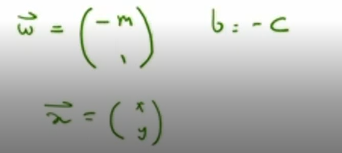 w⃗ = (−m 1) b = −c
x⃗ = (x y)